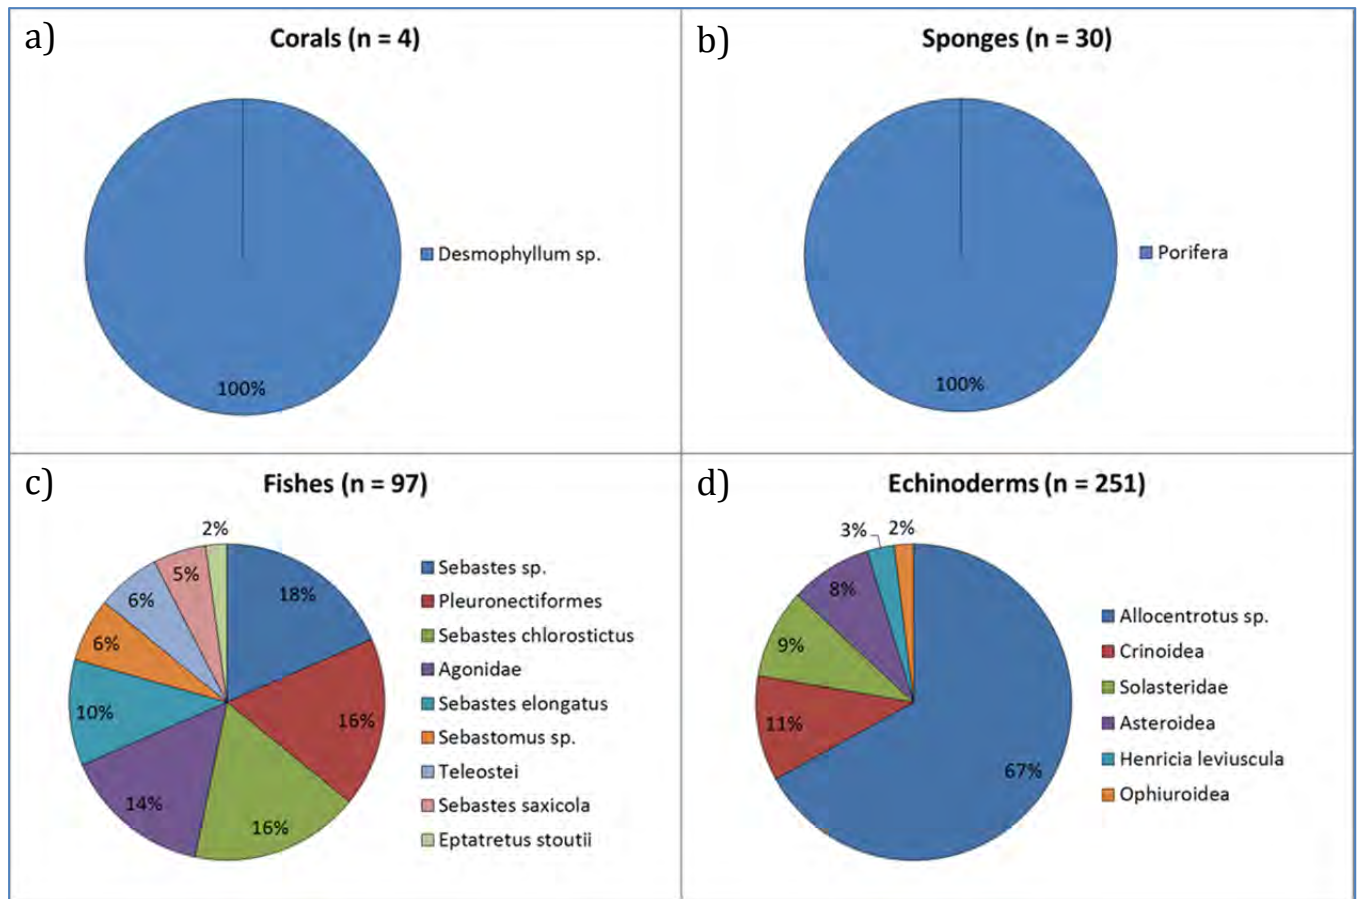 a)
Corals (n = 4)
100%
Desmophyllum sp.
b)
Sponges (n = 30)
100%
Porifera
c)
Fishes (n = 97)
2%
5%
18%
6%
6%
16%
10%
14%
16%
Sebastes sp.
Pleuronectiformes
Sebastes chlorostictus
Agonidae
Sebastes elongatus
Sebastomus sp.
Teleostei
Sebastes saxicola
Eptatretus stoutii
d)
Echinoderms (n = 251)
3%
2%
8%
9%
11%
67%
Allocentrotus sp.
Crinoidea
Solasteridae
Asteroidea
Henricia leviuscula
Ophiuroidea